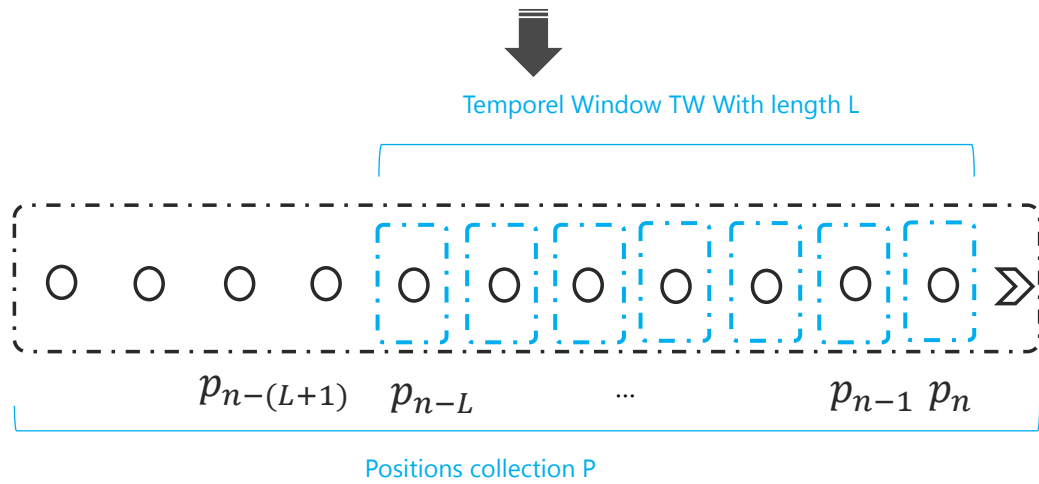 Temporel Window TW With length L
p_{n-(L+1)} p_{n-L} ... p_{n-1} p_n
Positions collection P